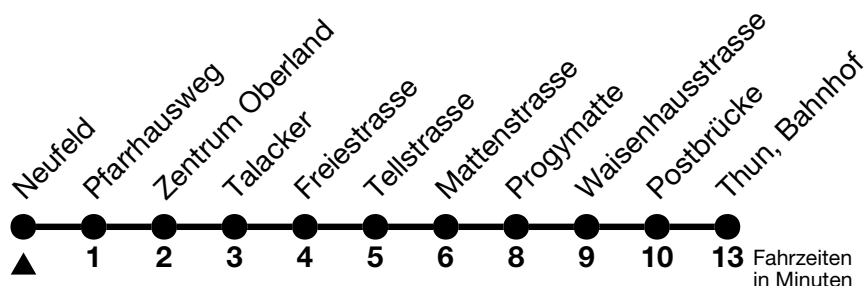 Neufeld
Pfarrhausweg
Zentrum Oberland
Talacker
Freiestrasse
Tellstrasse
Mattenstrasse
Progymatte
Waisenhausstrasse
Postbrücke
Thun, Bahnhof
1 2 3 4 5 6 8 9 10 13 Fahrzeiten
in Minuten